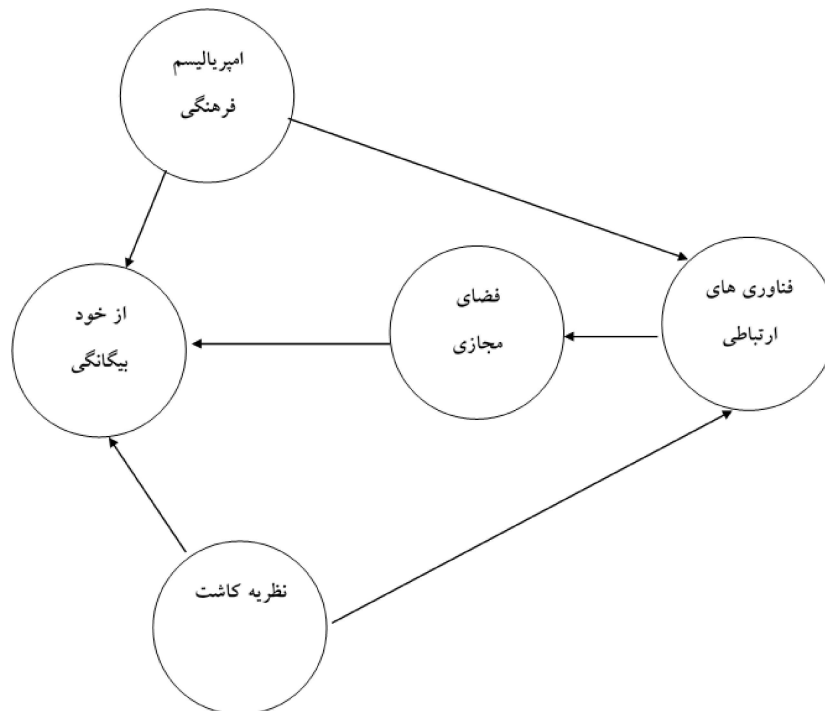 امپریالیسم
فرهنگی
فناوری های
ارتباطی
فضای
مجازی
از خود
بیگانگی
نظریه کاشت